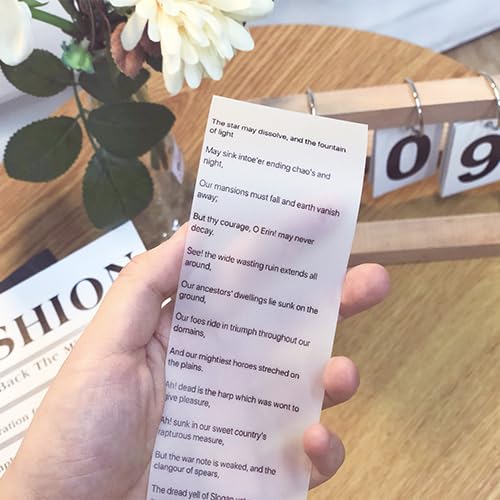 The star may dissolve, and the fountain
of light
May sink intoe'er ending chao's and
night,
Our mansions must fall and earth vanish
away;
But thy courage, O Erin! may never
decay.
See! the wide wasting ruin extends all
around,
Our ancestors' dwellings lie sunk on the
ground,
Our foes ride in triumph throughout our
domains,
And our mightiest horoes streched on
the plains.
Ah! dead is the harp which was wont to
give pleasure,
Ah! sunk in our sweet country's
rapturous measure,
But the war note is weaked, and the
clangour of spears,
The dread yell of Slogan
09
SHION
Back The